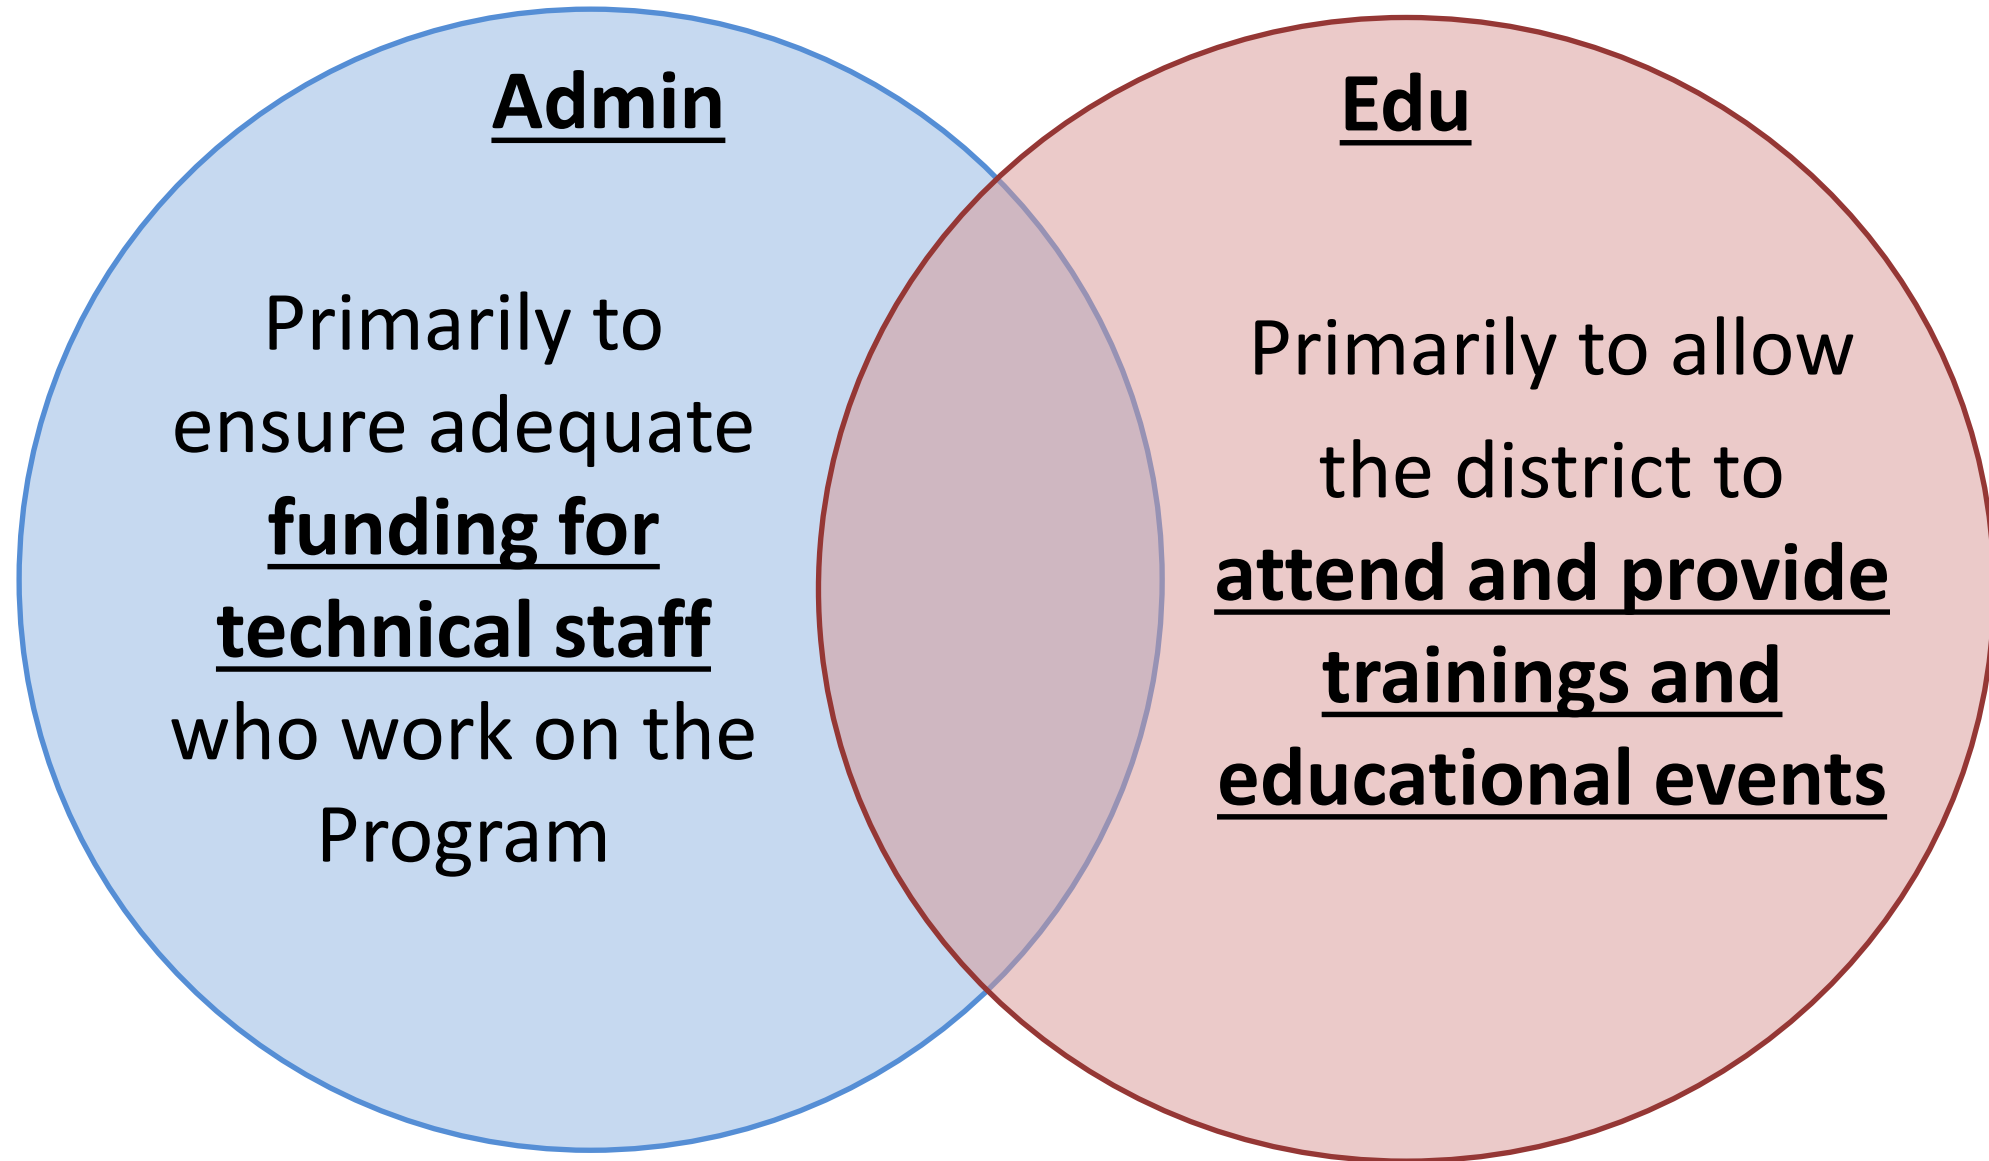 Admin
Primarily to
ensure adequate
funding for
technical staff
who work on the
Program
Edu
Primarily to allow
the district to
attend and provide
trainings and
educational events